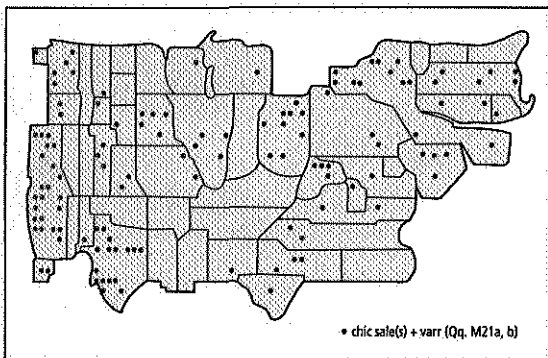 • chic sale(s) + varr (Qq. M21a, b)